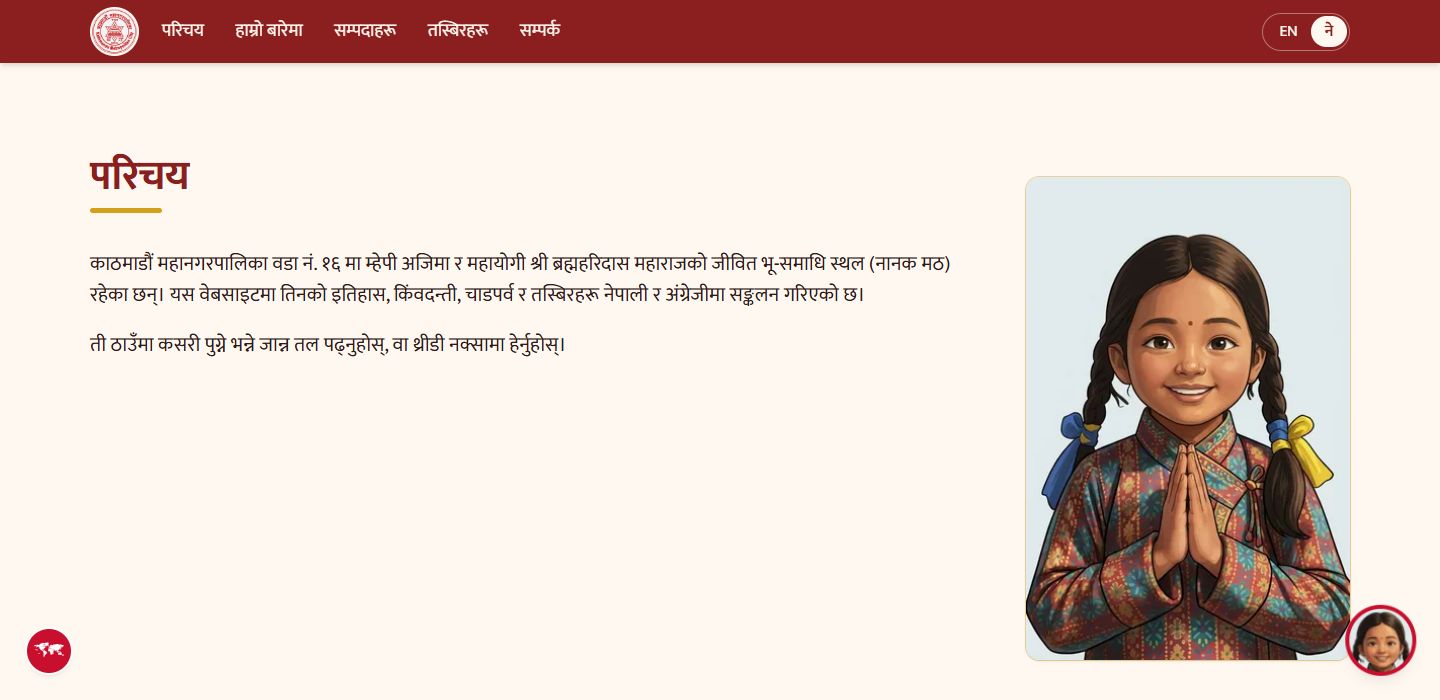 परिचय
हाम्रो बारेमा
सम्पदाहरू
तस्बिरहरू
सम्पर्क
EN
ने
परिचय
काठमाडौं महानगरपालिका वडा नं. १६ मा म्हेपी अजिमा र महायोगी श्री ब्रह्महरिदास महाराजको जीवित भू-समाधि स्थल (नानक मठ)
रहेका छन्। यस वेबसाइटमा तिनको इतिहास, किंवदन्ती, चाडपर्व र तस्बिरहरू नेपाली र अंग्रेजीमा सङ्कलन गरिएको छ।
ती ठाउँमा कसरी पुग्ने भन्ने जान्न तल पढ्नुहोस्, वा थ्रीडी नक्सामा हेर्नुहोस्।